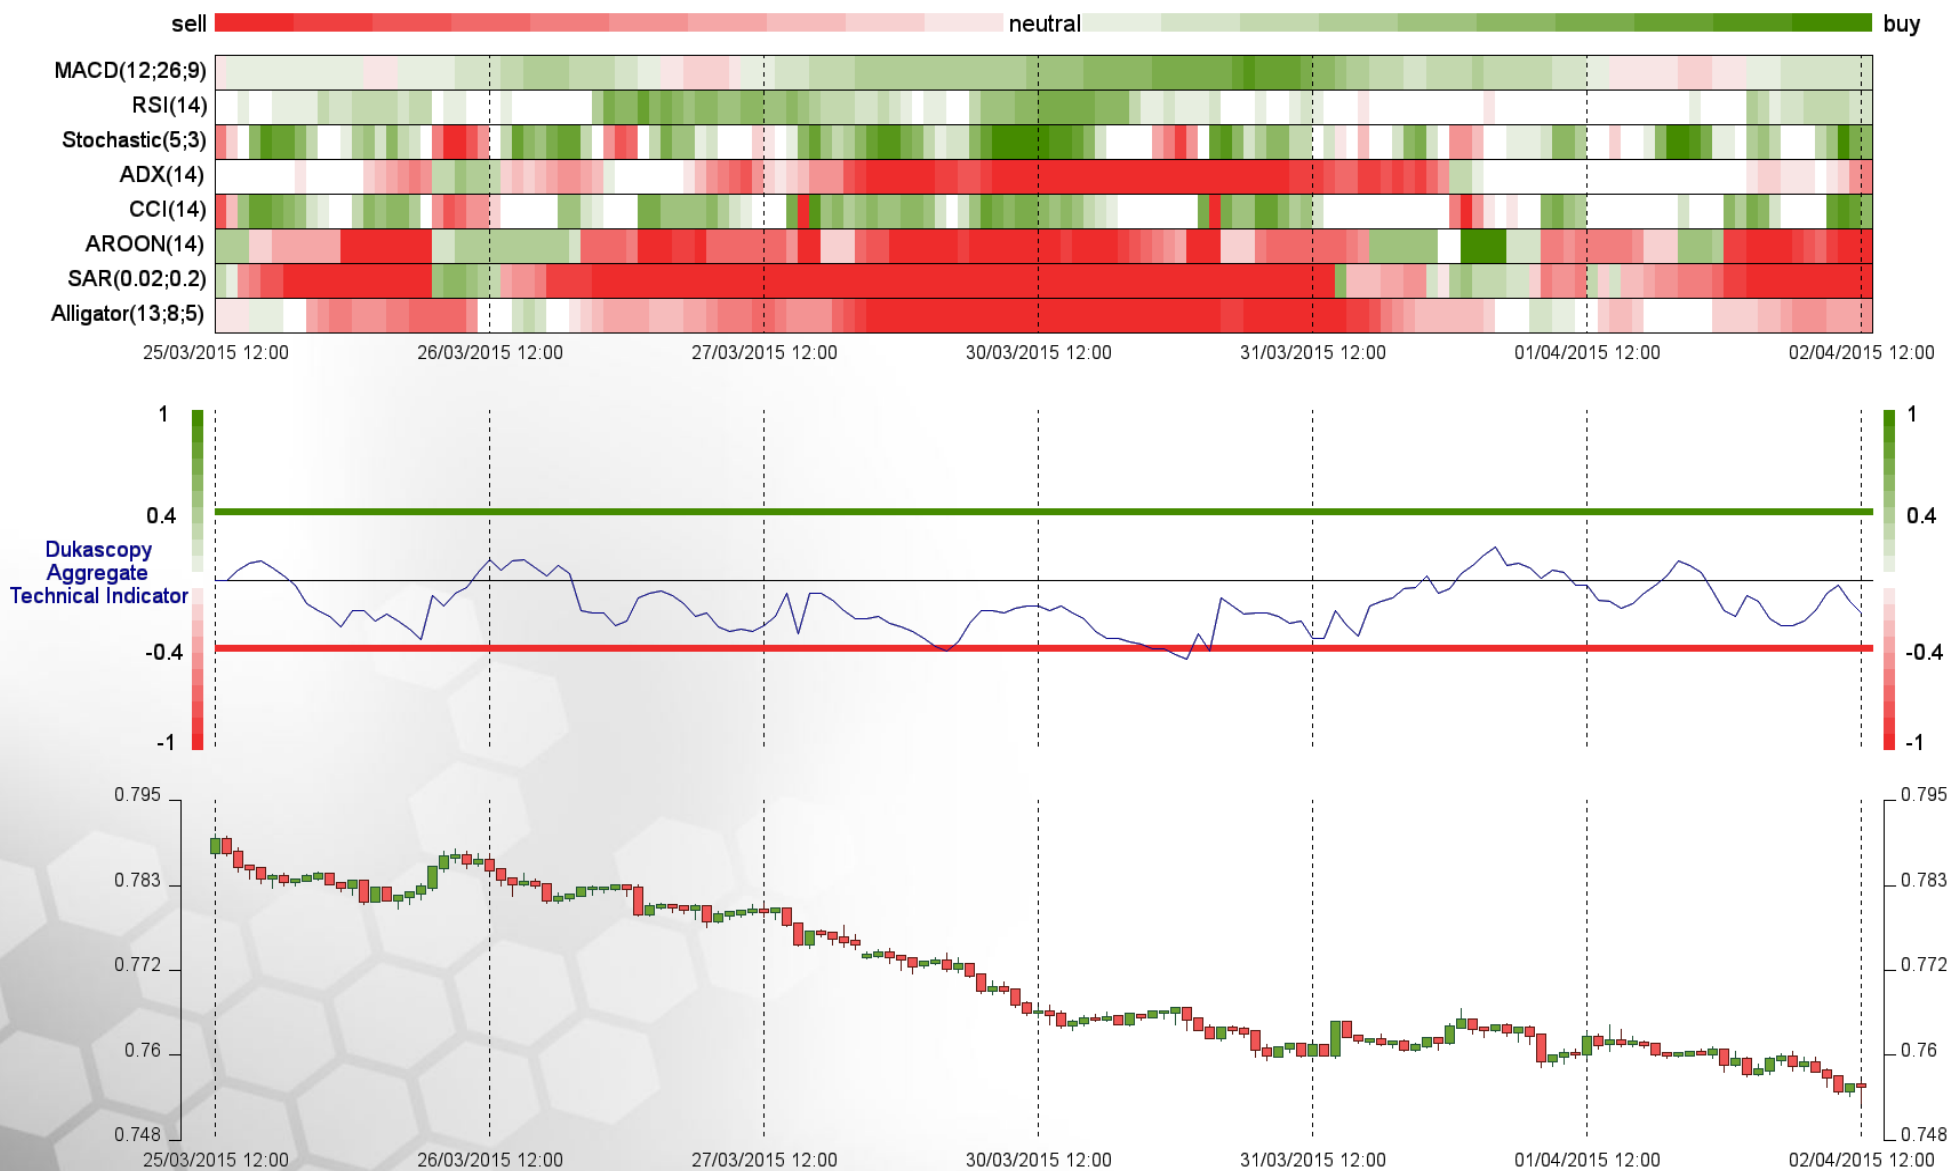 sell neutral buy
MACD(12;26;9)
RSI(14)
Stochastic(5;3)
ADX(14)
CCI(14)
AROON(14)
SAR(0.02;0.2)
Alligator(13;8;5)
25/03/2015 12:00 26/03/2015 12:00 27/03/2015 12:00 30/03/2015 12:00 31/03/2015 12:00 01/04/2015 12:00 02/04/2015 12:00
1 1
0.4 0.4
Dukascopy
Aggregate
Technical Indicator
-0.4 -0.4
-1 -1
0.795 0.795
0.783 0.783
0.772 0.772
0.76 0.76
0.748 0.748
25/03/2015 12:00 26/03/2015 12:00 27/03/2015 12:00 30/03/2015 12:00 31/03/2015 12:00 01/04/2015 12:00 02/04/2015 12:00